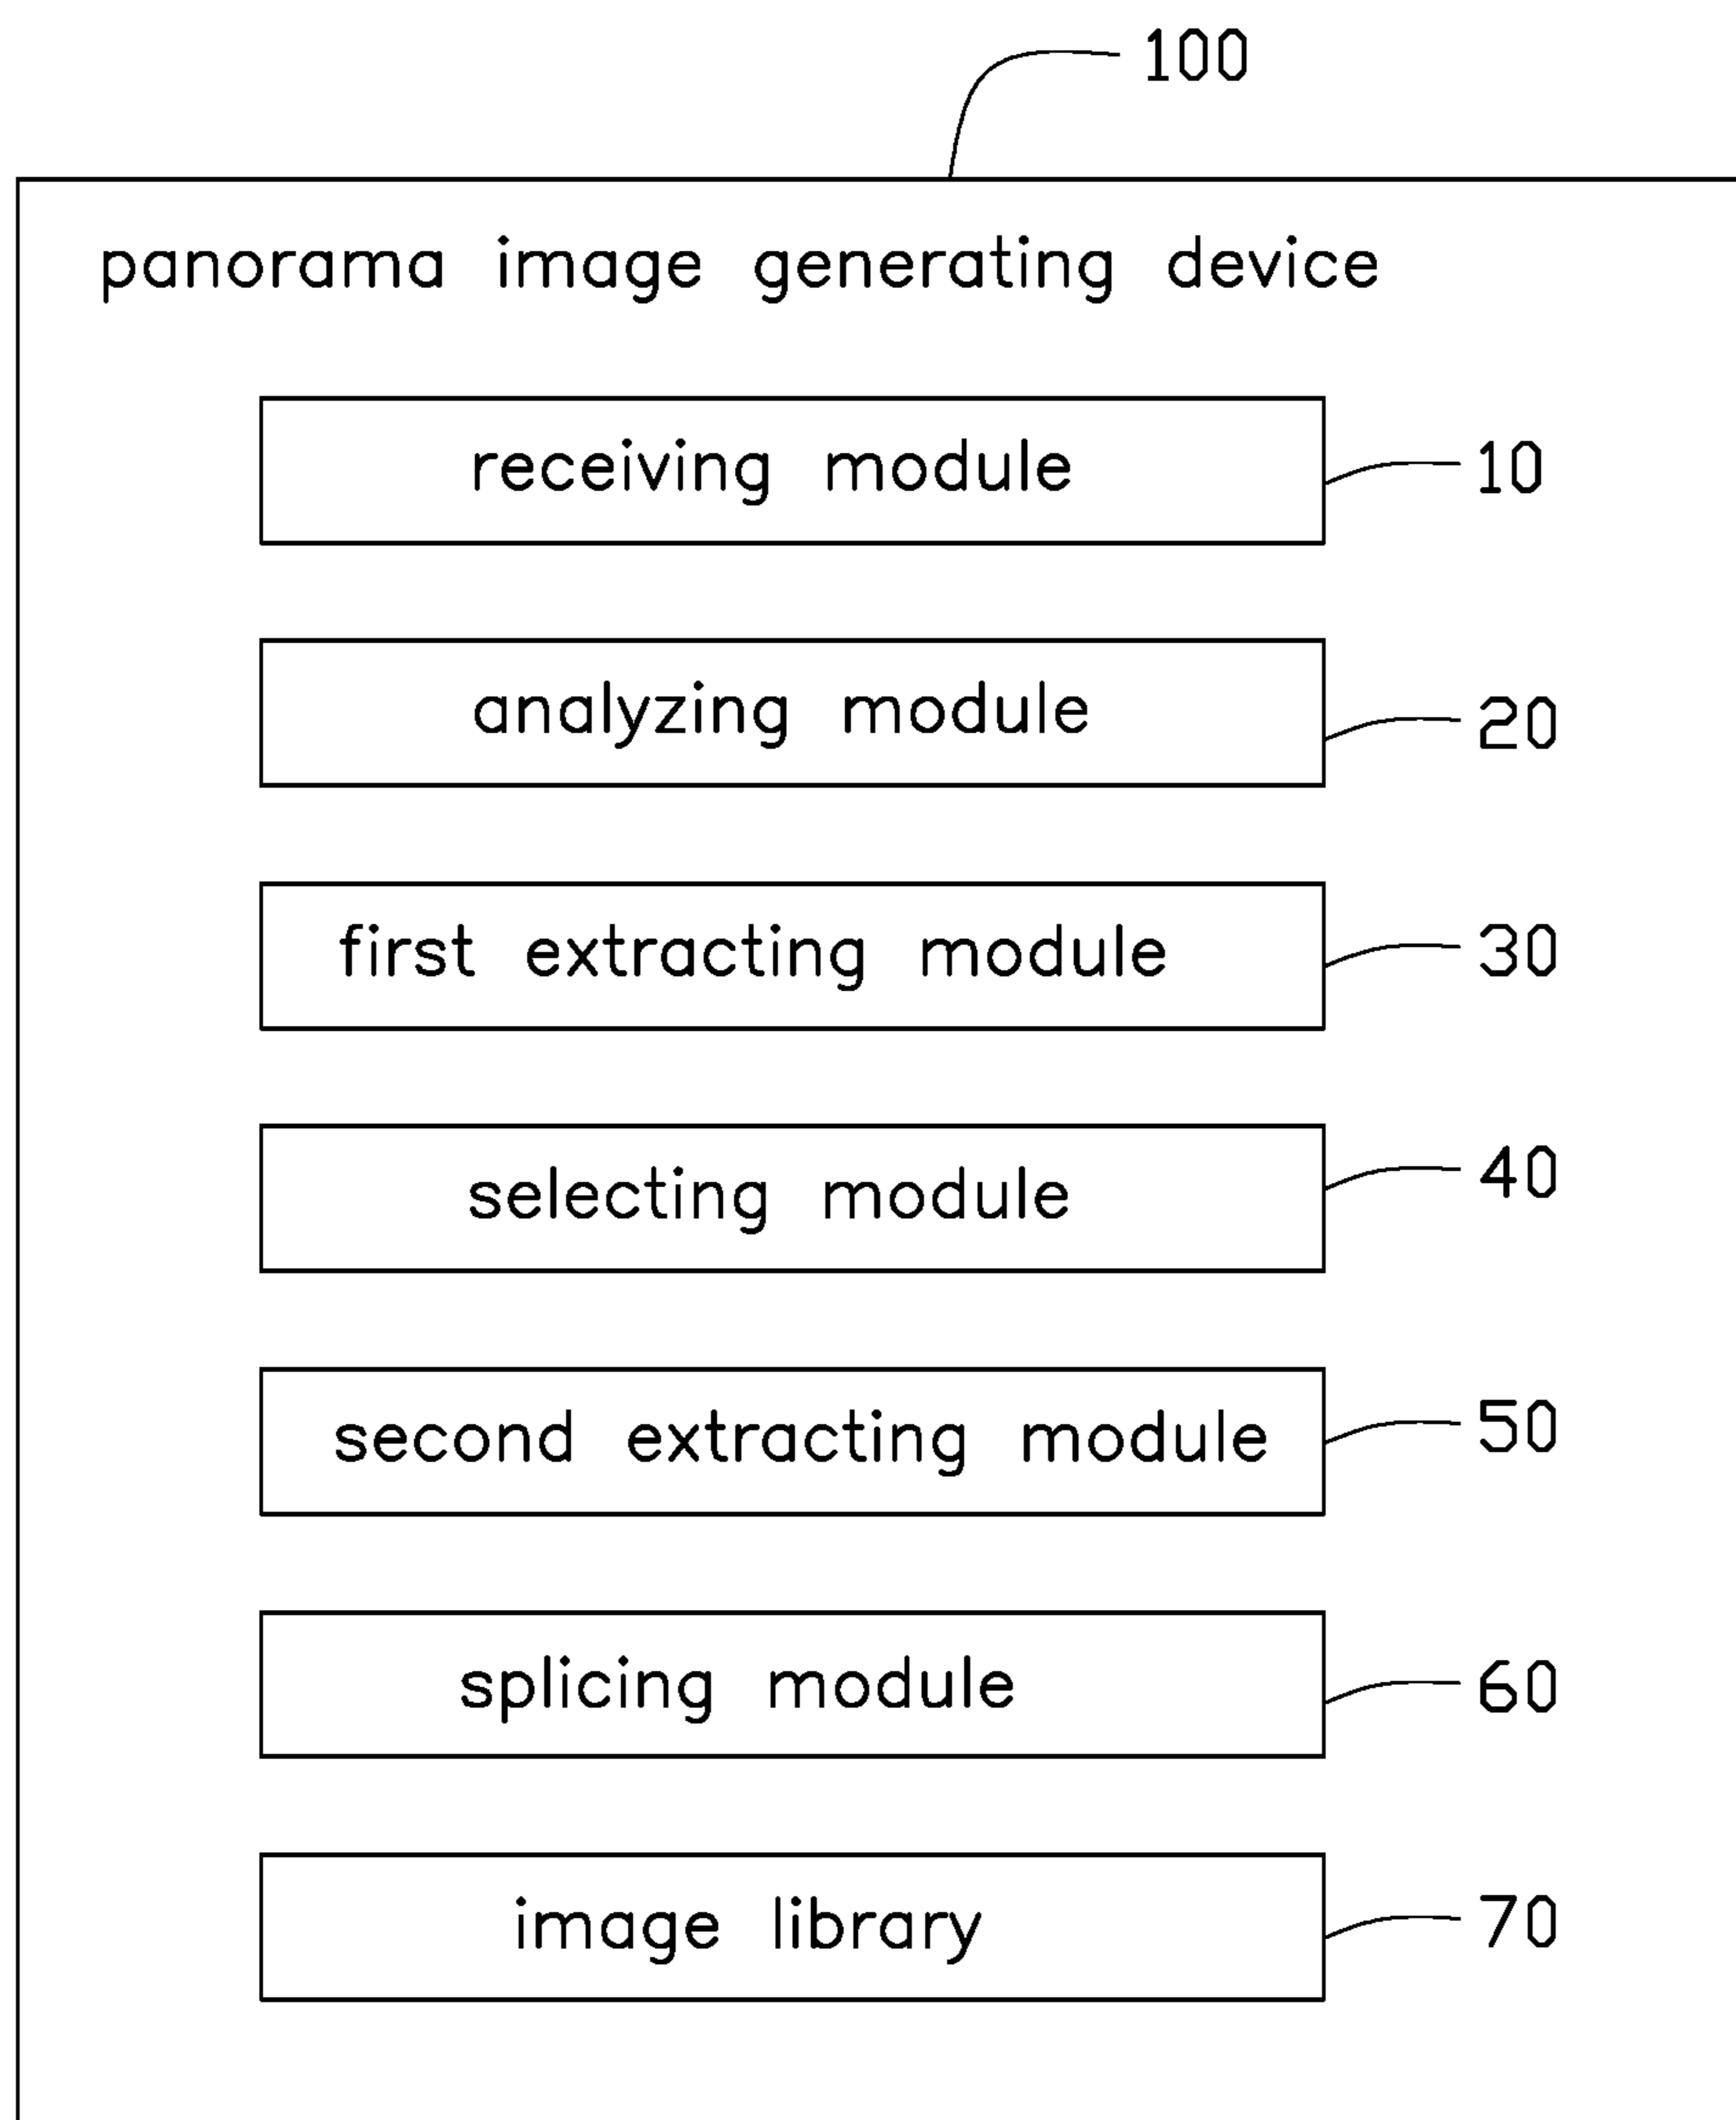 100
panorama image generating device
receiving module 10
analyzing module 20
first extracting module 30
selecting module 40
second extracting module 50
splicing module 60
image library 70